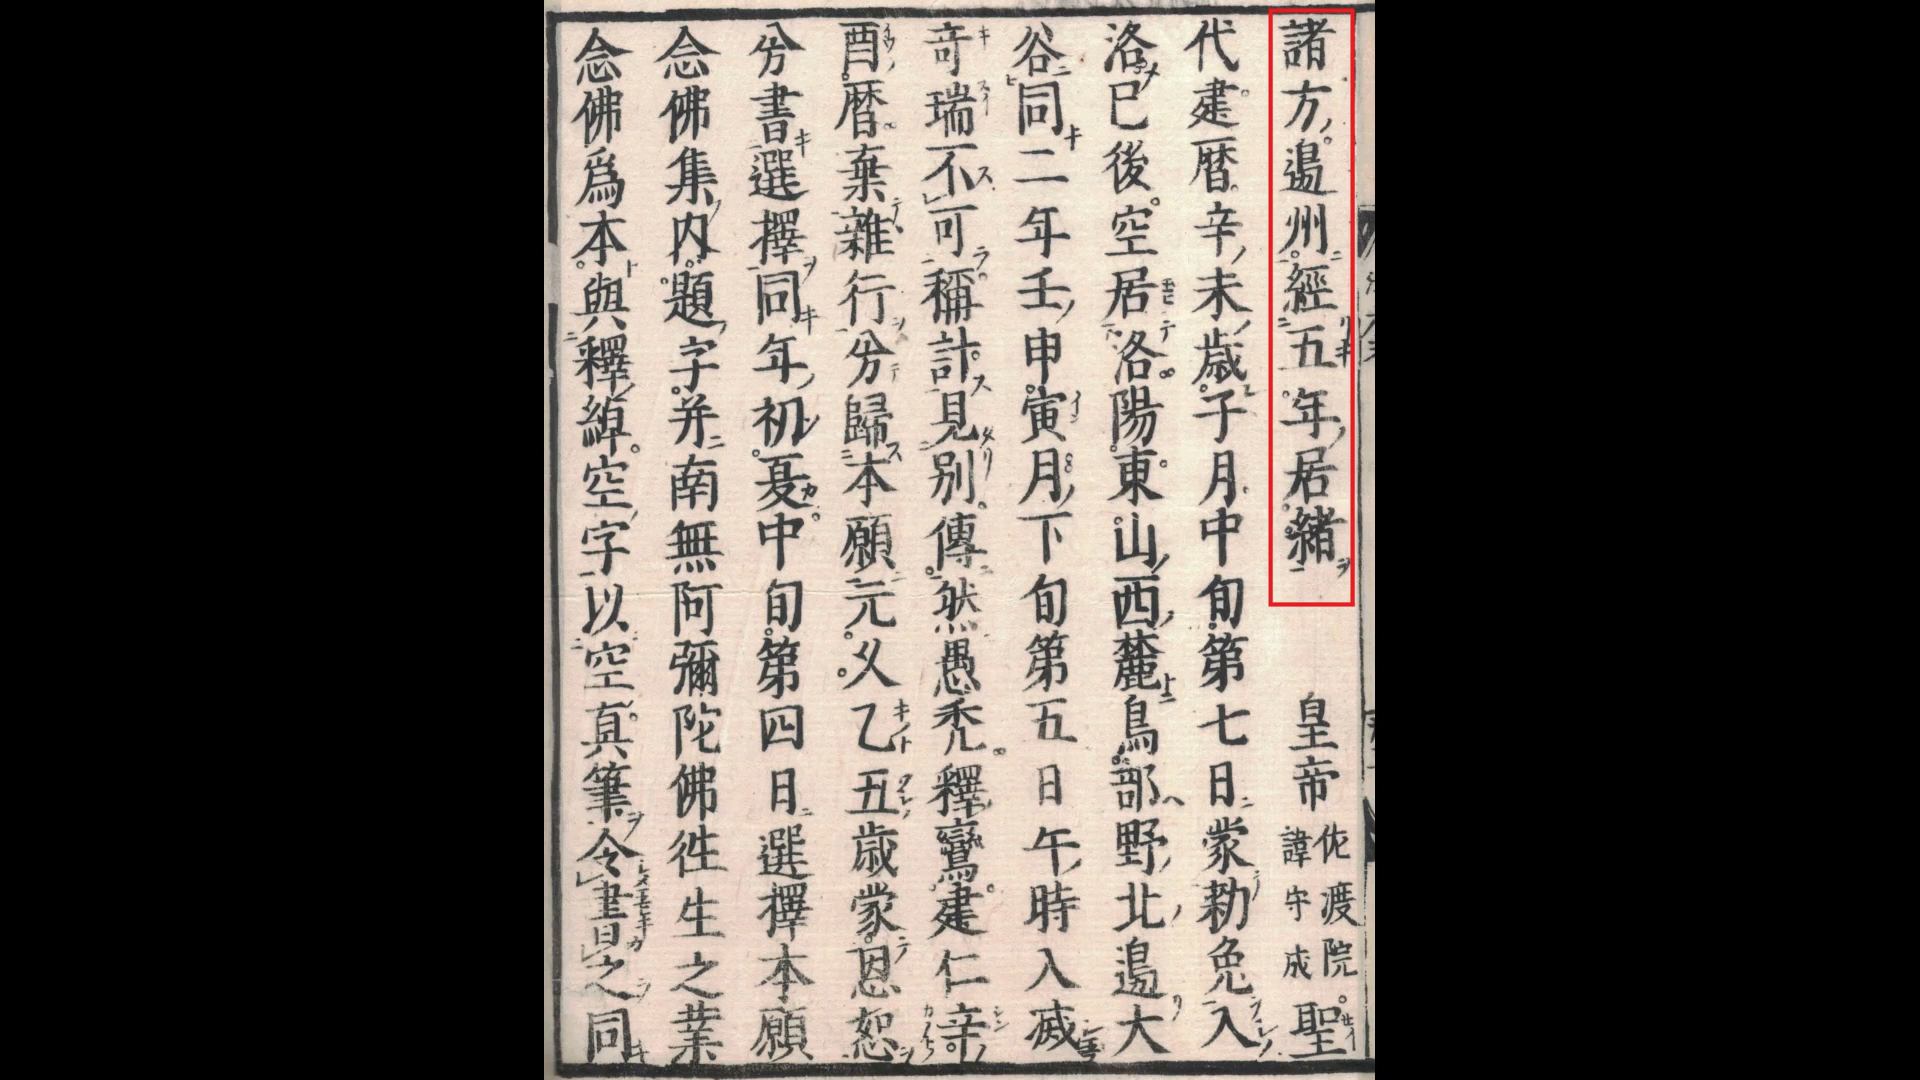 諸方邉州經五年居緒 皇帝 佐渡院 諱守成 聖
代建暦辛未歳子月中旬第七日蒙勅免入
洛已後空居洛陽東山西麓鳥部野北邉大
谷同二年壬申寅月下旬第五日午時入滅
奇瑞不可稱計見別傳然愚禿釋鸞建仁辛
酉暦棄雜行兮歸本願元久乙丑歳蒙恩恕
兮書選擇同年初夏中旬第四日選擇本願
念佛集内題字并南無阿彌陀佛徃生之業
念佛爲本與釋綽空字以空真筆令書之同